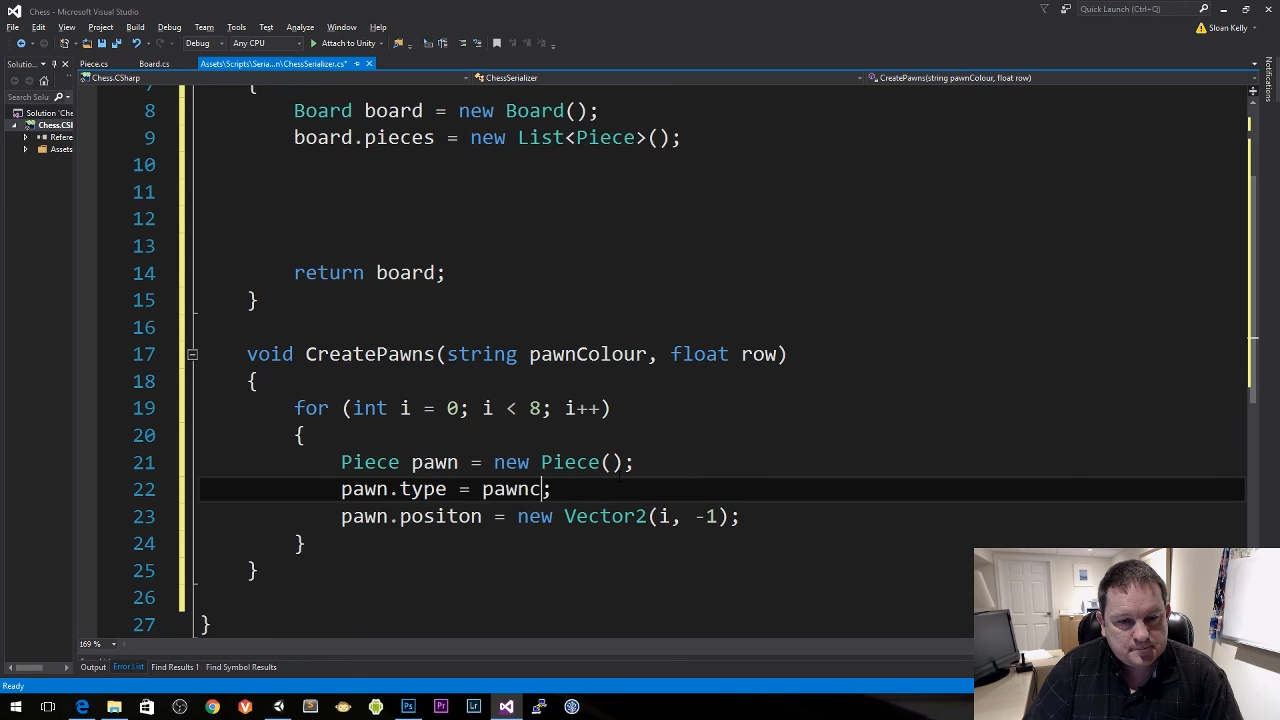 Chess - Microsoft Visual Studio
Quick Launch (Ctrl+Q)
File Edit View Project Build Debug Team Tools Test Analyze Window Help
Sloan Kelly
Debug Any CPU Attach to Unity
Solutio... Piece.cs Board.cs Assets\Scripts\Seria...n\ChessSerializer.cs*
Chess.CSharp ChessSerializer CreatePawns(string pawnColour, float row)
Notifications
Search Solu
Solution 'Che
Chess.CS
Refere
Assets
7 {
8 Board board = new Board();
9 board.pieces = new List<Piece>();
10
11
12
13
14 return board;
15 }
16
17 void CreatePawns(string pawnColour, float row)
18 {
19 for (int i = 0; i < 8; i++)
20 {
21 Piece pawn = new Piece();
22 pawn.type = pawnc;
23 pawn.positon = new Vector2(i, -1);
24 }
25 }
26
27 }
169 %
Output Error List Find Results 1 Find Symbol Results
Ready
Ps Pr Lr